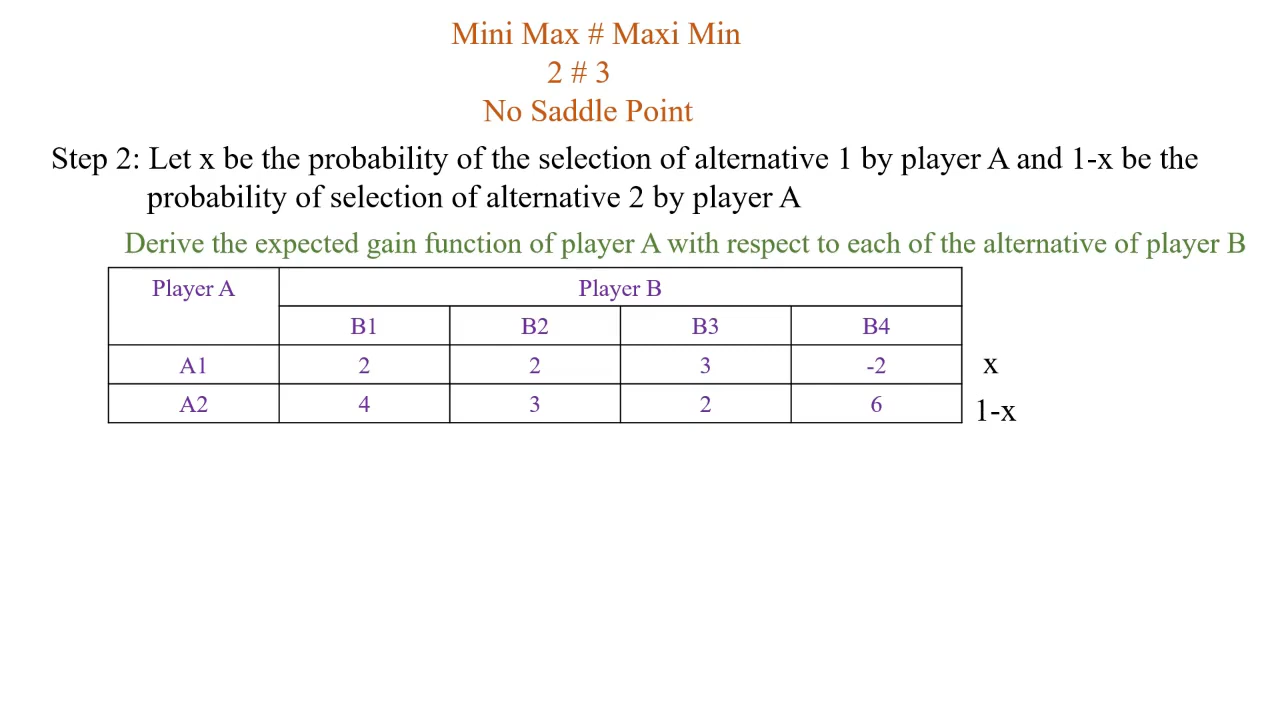 Mini Max # Maxi Min
2 # 3
No Saddle Point
Step 2: Let x be the probability of the selection of alternative 1 by player A and 1-x be the
probability of selection of alternative 2 by player A
Derive the expected gain function of player A with respect to each of the alternative of player B
Player A Player B
B1 B2 B3 B4
A1 2 2 3 -2 x
A2 4 3 2 6 1-x